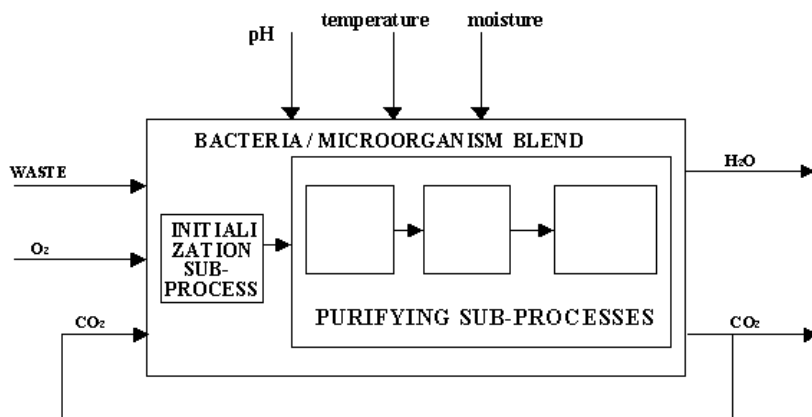 pH temperature moisture
BACTERIA / MICROORGANISM BLEND
WASTE
H₂O
INITIALI
ZATION
SUB-
PROCESS
O₂
PURIFYING SUB-PROCESSES
CO₂
CO₂